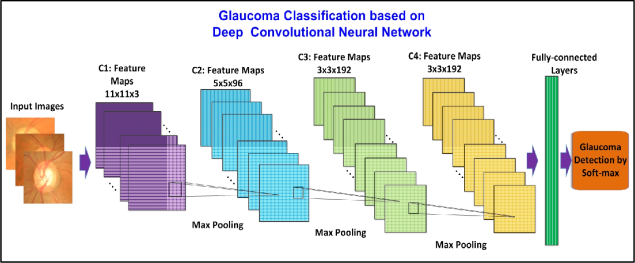 Glaucoma Classification based on
Deep Convolutional Neural Network
C1: Feature
Maps
11x11x3
C2: Feature Maps
5x5x96
C3: Feature Maps
3x3x192
C4: Feature Maps
3x3x192
Fully-connected
Layers
Input Images
Glaucoma
Detection by
Soft-max
Max Pooling
Max Pooling
Max Pooling